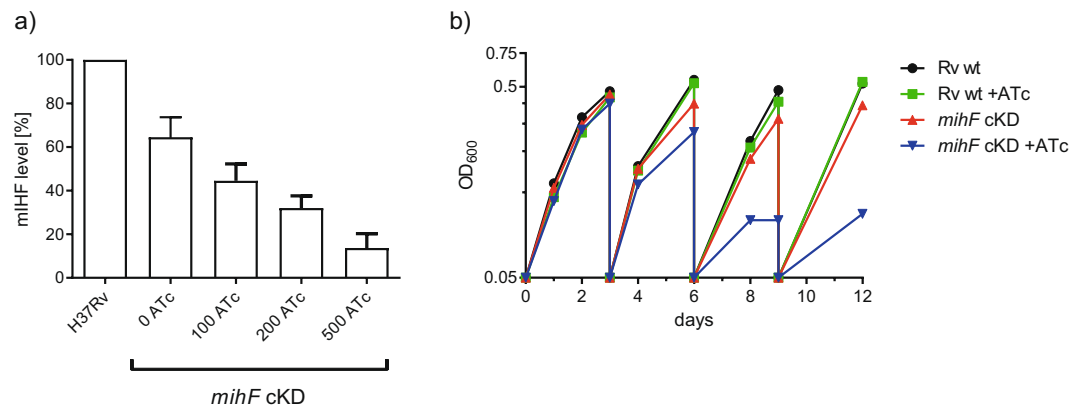 a)
mIHF level [%]
100
80
60
40
20
0
H37Rv
0 ATc
100 ATc
200 ATc
500 ATc
mihF cKD
b)
OD600
0.75
0.5
0.05
0
2
4
6
8
10
12
days
Rv wt
Rv wt +ATc
mihF cKD
mihF cKD +ATc